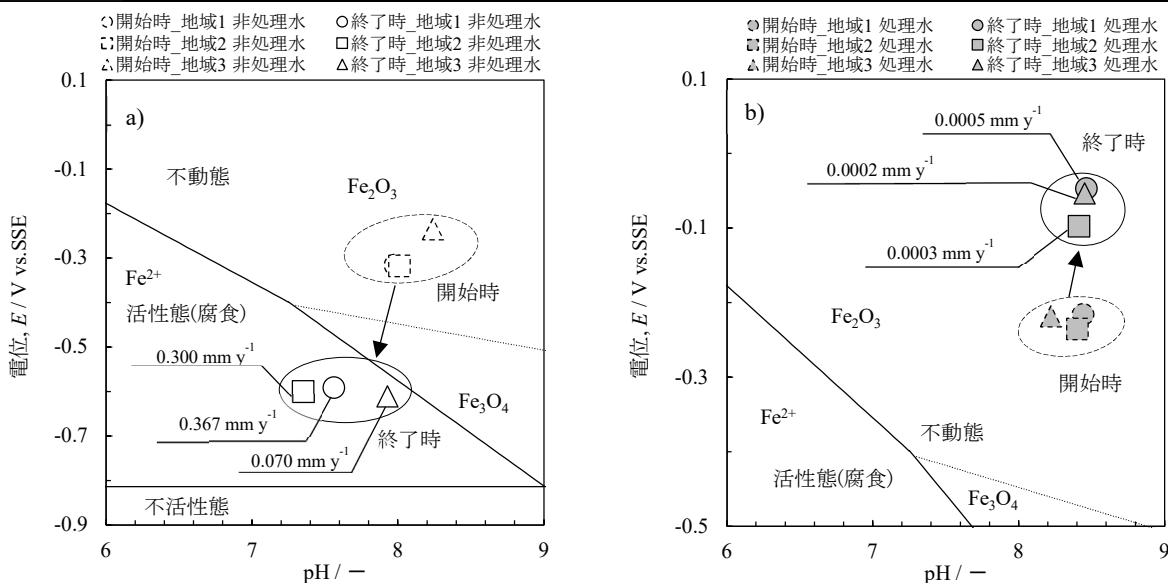 開始時_地域1 非処理水 終了時_地域1 非処理水
開始時_地域2 非処理水 終了時_地域2 非処理水
開始時_地域3 非処理水 終了時_地域3 非処理水
0.1
-0.1
-0.3
-0.5
-0.7
-0.9
電位, E / V vs.SSE
a)
不動態
Fe2O3
Fe2+
活性態(腐食)
開始時
0.300 mm y-1
0.367 mm y-1
0.070 mm y-1
Fe3O4
終了時
不活性態
6 7 8 9
pH / ー
開始時_地域1 処理水 終了時_地域1 処理水
開始時_地域2 処理水 終了時_地域2 処理水
開始時_地域3 処理水 終了時_地域3 処理水
0.1
-0.1
-0.3
-0.5
電位, E / V vs.SSE
b)
0.0005 mm y-1
終了時
0.0002 mm y-1
0.0003 mm y-1
Fe2O3
開始時
Fe2+
不動態
活性態(腐食)
Fe3O4
6 7 8 9
pH / ー